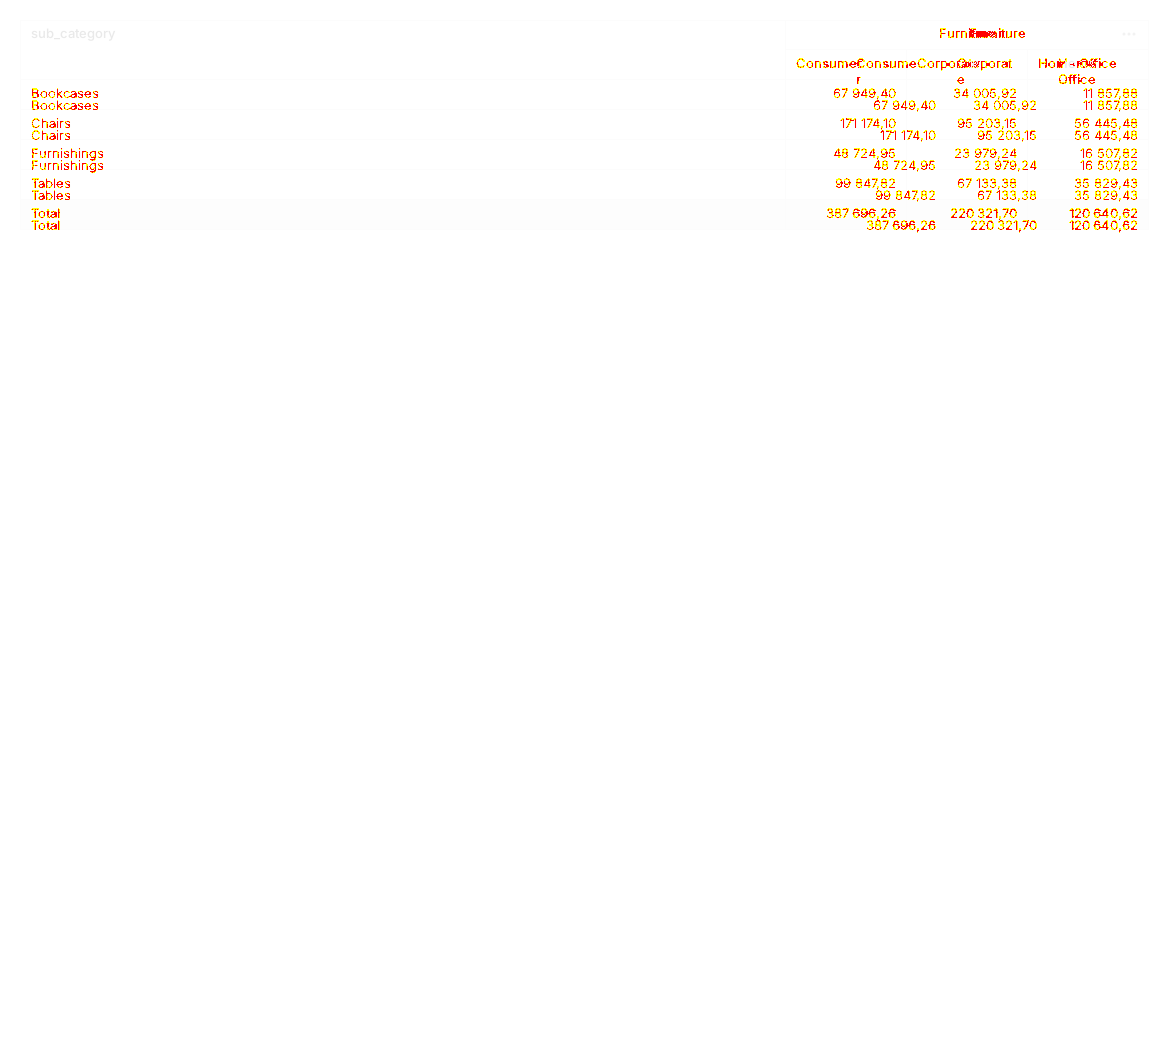 sub_category Furniture Furniture ...
Consumer Consume Corporate Corporat Home Office
r e Office
Bookcases 67 949,40 34 005,92 11 857,88
Bookcases 67 949,40 34 005,92 11 857,88
Chairs 171 174,10 95 203,15 56 445,48
Chairs 171 174,10 95 203,15 56 445,48
Furnishings 48 724,95 23 979,24 16 507,82
Furnishings 48 724,95 23 979,24 16 507,82
Tables 99 847,82 67 133,38 35 829,43
Tables 99 847,82 67 133,38 35 829,43
Total 387 696,26 220 321,70 120 640,62
Total 387 696,26 220 321,70 120 640,62